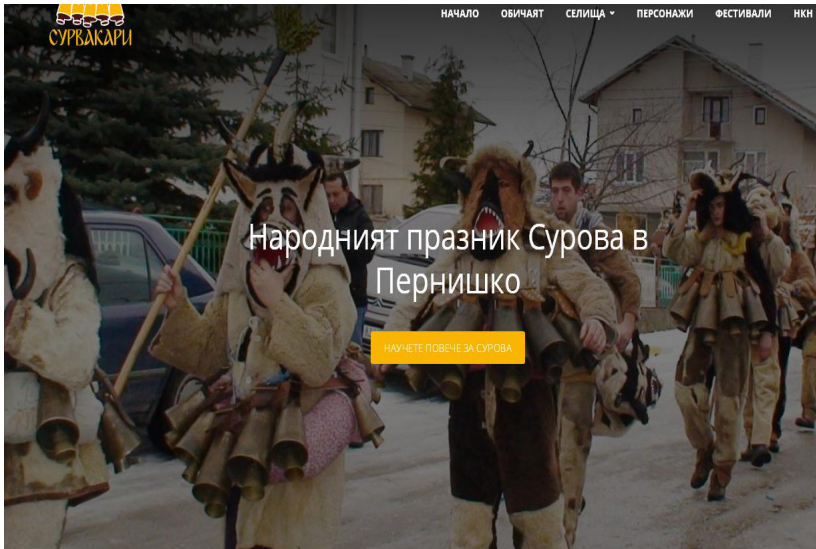 СУРВАКАРИ
НАЧАЛО ОБИЧАЯТ СЕЛИЩА ПЕРСОНАЖИ ФЕСТИВАЛИ НКН
Народният празник Сурова в
Пернишко
НАУЧЕТЕ ПОВЕЧЕ ЗА СУРОВА